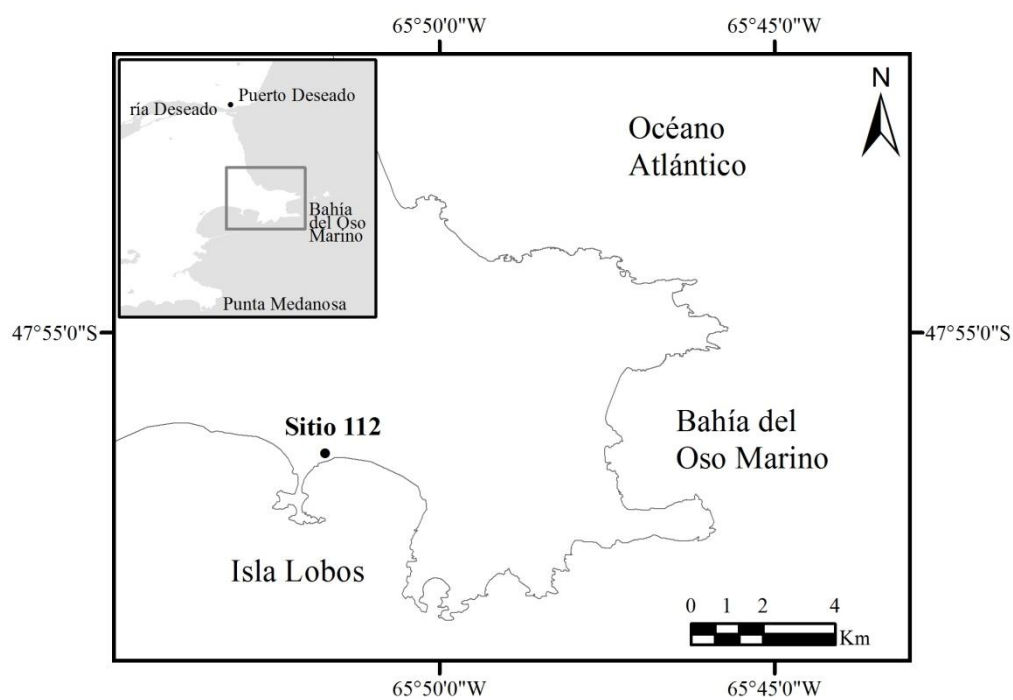 65°50'0"W
65°45'0"W
Puerto Deseado
ría Deseado
Bahía
del Oso
Marino
Punta Medanosa
Océano
Atlántico
N
47°55'0"S
47°55'0"S
Sitio 112
Bahía del
Oso Marino
Isla Lobos
0 1 2 4
Km
65°50'0"W
65°45'0"W